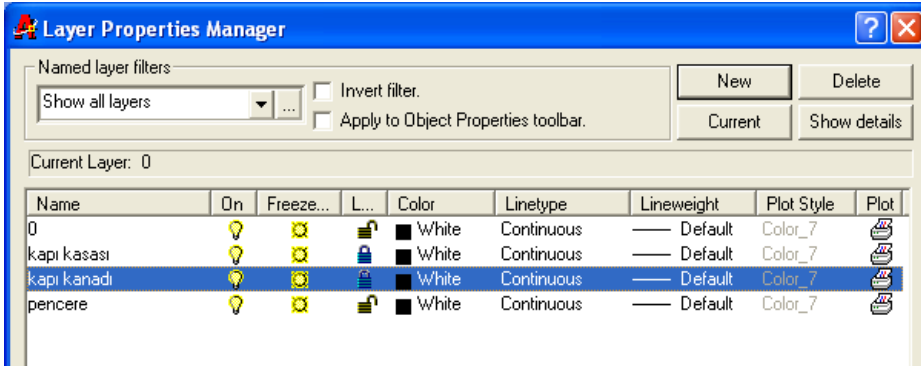 Layer Properties Manager
Named layer filters
Show all layers
...
Invert filter.
Apply to Object Properties toolbar.
New
Delete
Current
Show details
Current Layer: 0
Name On Freeze... L... Color Linetype Lineweight Plot Style Plot
0 White Continuous Default Color_7
kapı kasası White Continuous Default Color_7
kapı kanadı White Continuous Default Color_7
pencere White Continuous Default Color_7